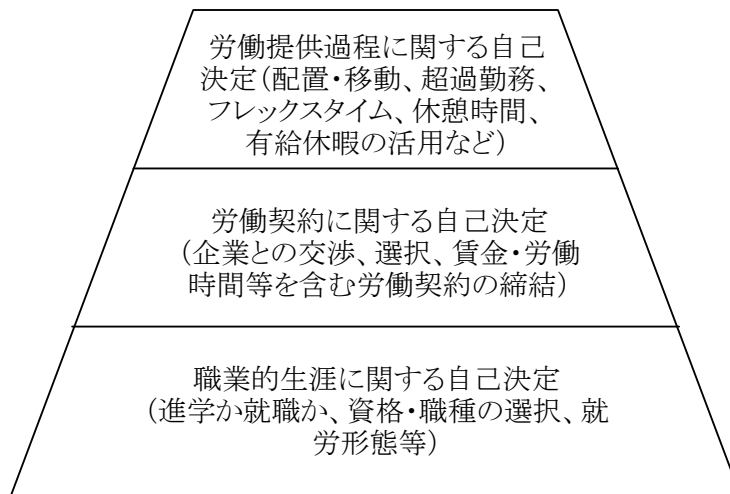 労働提供過程に関する自己
決定(配置・移動、超過勤務、
フレックスタイム、休憩時間、
有給休暇の活用など)
労働契約に関する自己決定
(企業との交渉、選択、賃金・労働
時間等を含む労働契約の締結)
職業的生涯に関する自己決定
(進学か就職か、資格・職種の選択、就
労形態等)